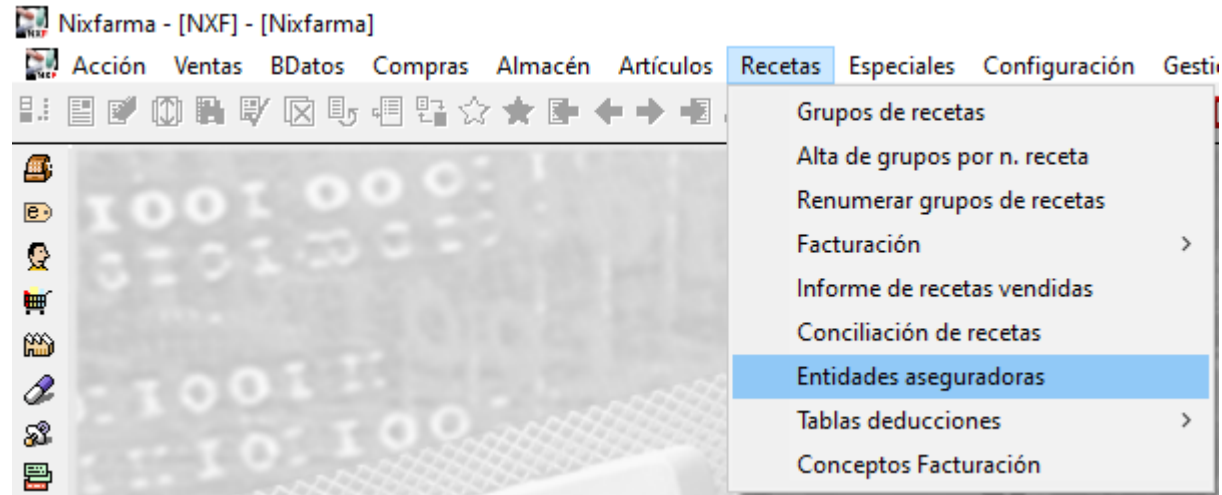 Nixfarma - [NXF] - [Nixfarma]
Acción Ventas BDatos Compras Almacén Artículos Recetas Especiales Configuración
Grupos de recetas
Alta de grupos por n. receta
Renumerar grupos de recetas
Facturación
Informe de recetas vendidas
Conciliación de recetas
Entidades aseguradoras
Tablas deducciones
Conceptos Facturación